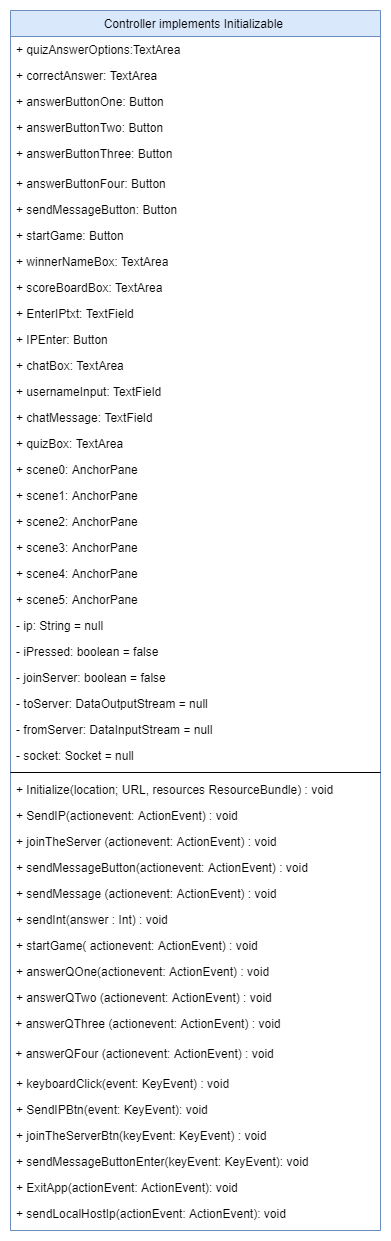 Controller implements Initializable
+ quizAnswerOptions:TextArea
+ correctAnswer: TextArea
+ answerButtonOne: Button
+ answerButtonTwo: Button
+ answerButtonThree: Button
+ answerButtonFour: Button
+ sendMessageButton: Button
+ startGame: Button
+ winnerNameBox: TextArea
+ scoreBoardBox: TextArea
+ EnterIPtxt: TextField
+ IPEnter: Button
+ chatBox: TextArea
+ usernameInput: TextField
+ chatMessage: TextField
+ quizBox: TextArea
+ scene0: AnchorPane
+ scene1: AnchorPane
+ scene2: AnchorPane
+ scene3: AnchorPane
+ scene4: AnchorPane
+ scene5: AnchorPane
- ip: String = null
- iPressed: boolean = false
- joinServer: boolean = false
- toServer: DataOutputStream = null
- fromServer: DataInputStream = null
- socket: Socket = null
+ Initialize(location; URL, resources ResourceBundle) : void
+ SendIP(actionevent: ActionEvent) : void
+ joinTheServer (actionevent: ActionEvent) : void
+ sendMessageButton(actionevent: ActionEvent) : void
+ sendMessage (actionevent: ActionEvent) : void
+ sendInt(answer : Int) : void
+ startGame( actionevent: ActionEvent) : void
+ answerQOne(actionevent: ActionEvent) : void
+ answerQTwo (actionevent: ActionEvent) : void
+ answerQThree (actionevent: ActionEvent) : void
+ answerQFour (actionevent: ActionEvent) : void
+ keyboardClick(event: KeyEvent) : void
+ SendIPBtn(event: KeyEvent): void
+ joinTheServerBtn(keyEvent: KeyEvent) : void
+ sendMessageButtonEnter(keyEvent: KeyEvent): void
+ ExitApp(actionEvent: ActionEvent): void
+ sendLocalHostIp(actionEvent: ActionEvent): void